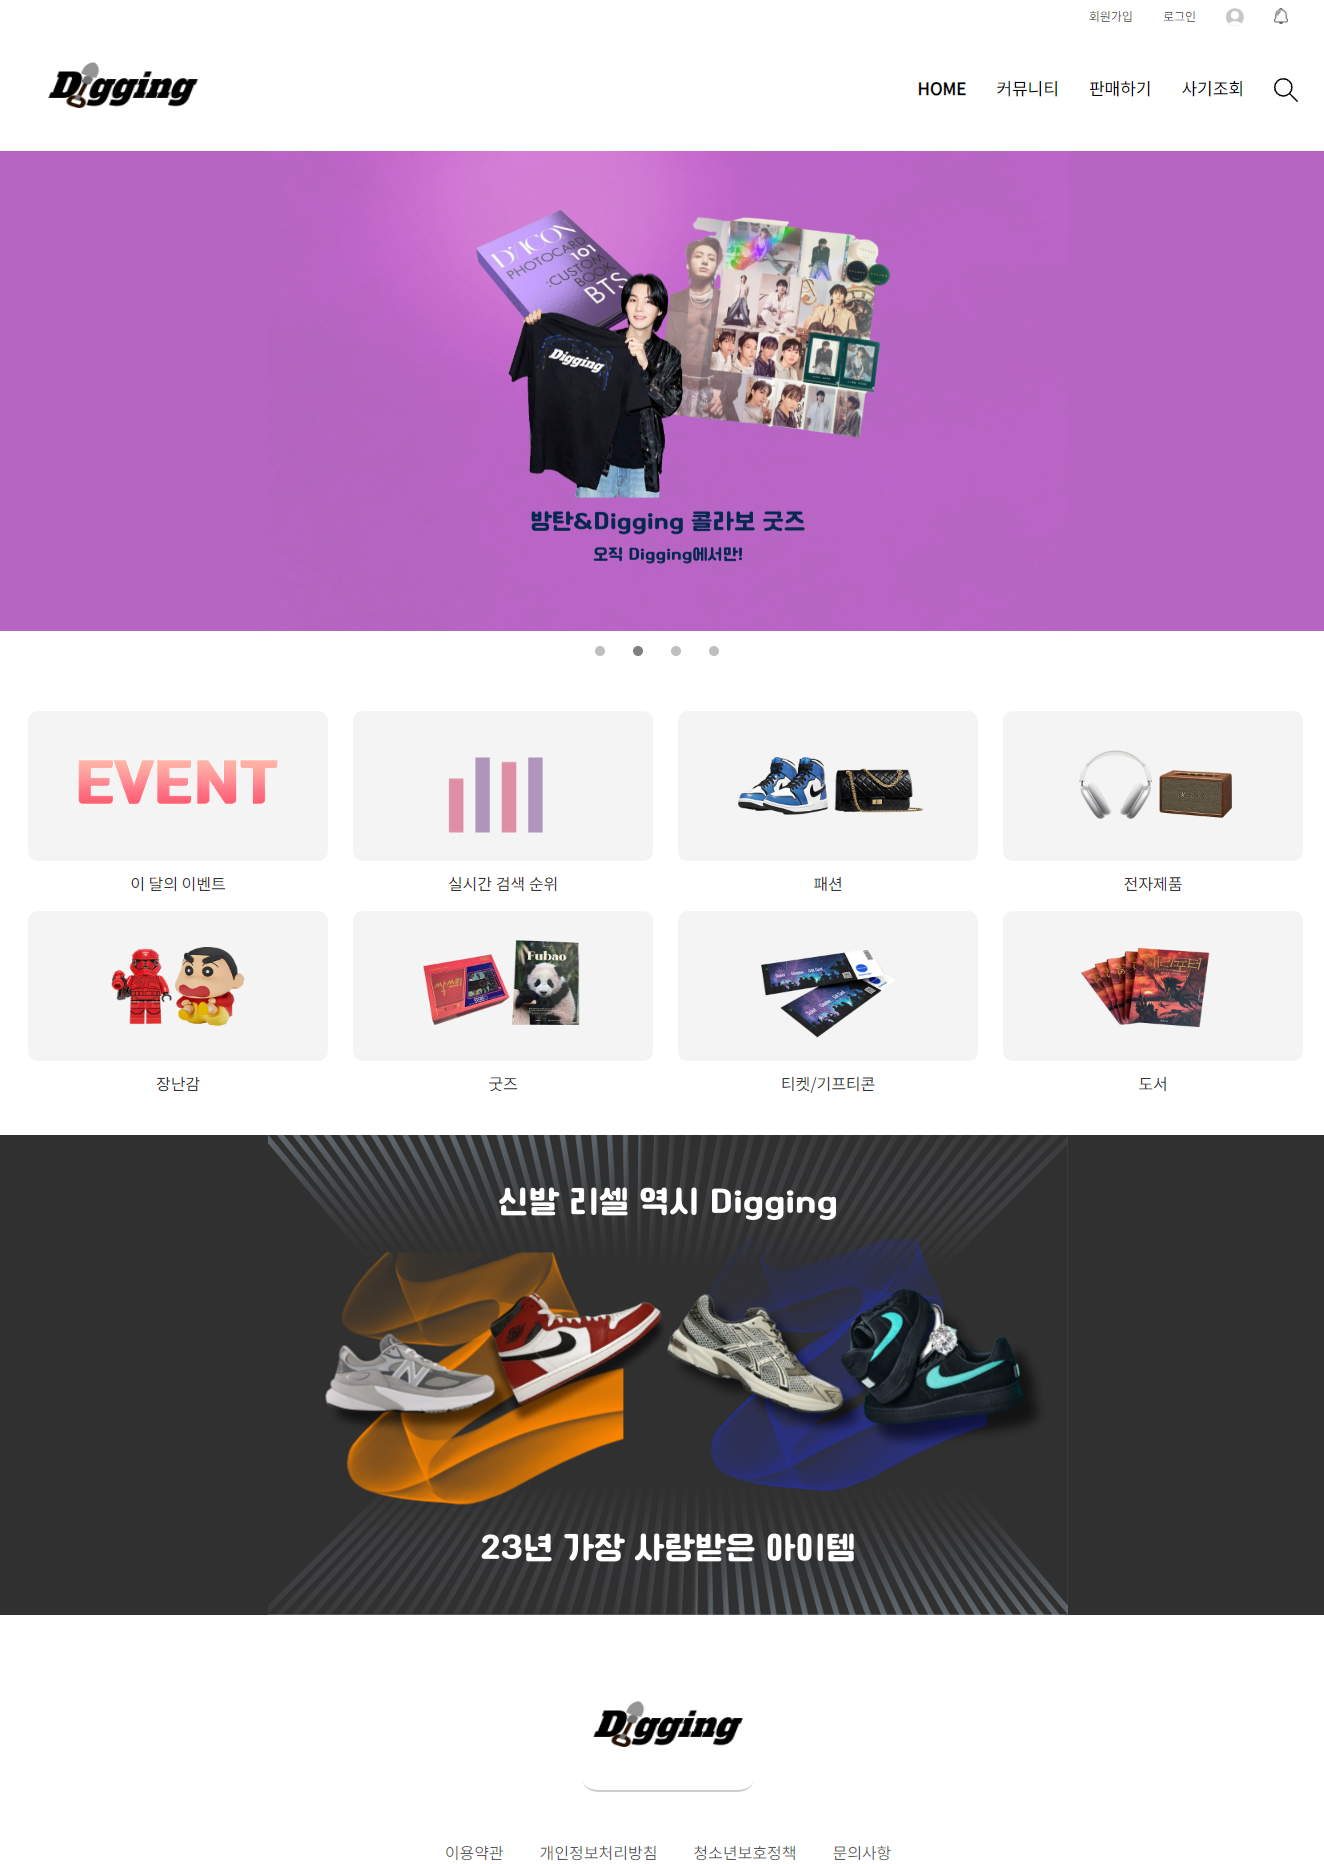 회원가입 로그인
Digging
HOME 커뮤니티 판매하기 사기조회
D'ICON
PHOTOCARD
101
:CUSTOM
BOOK
BTS
Digging
방탄&Digging 콜라보 굿즈
오직 Digging에서만!
EVENT
이 달의 이벤트 실시간 검색 순위 패션 전자제품
Fubao
해리포터
장난감 굿즈 티켓/기프티콘 도서
신발 리셀 역시 Digging
23년 가장 사랑받은 아이템
Digging
이용약관 개인정보처리방침 청소년보호정책 문의사항